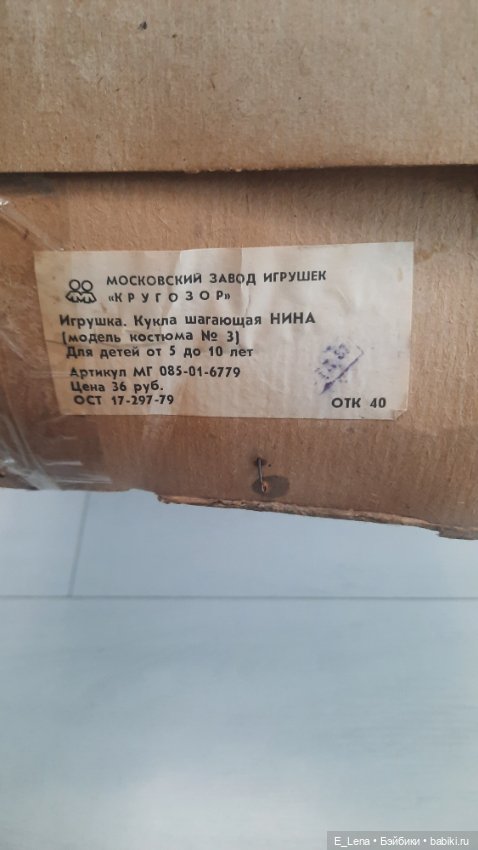 МОСКОВСКИЙ ЗАВОД ИГРУШЕК
«КРУГОЗОР»
Игрушка. Кукла шагающая НИНА
(модель костюма № 3)
Для детей от 5 до 10 лет
Артикул МГ 085-01-6779
Цена 36 руб.
ОСТ 17-297-79
ОТК 40
E_Lena • Бэйбики • babiki.ru